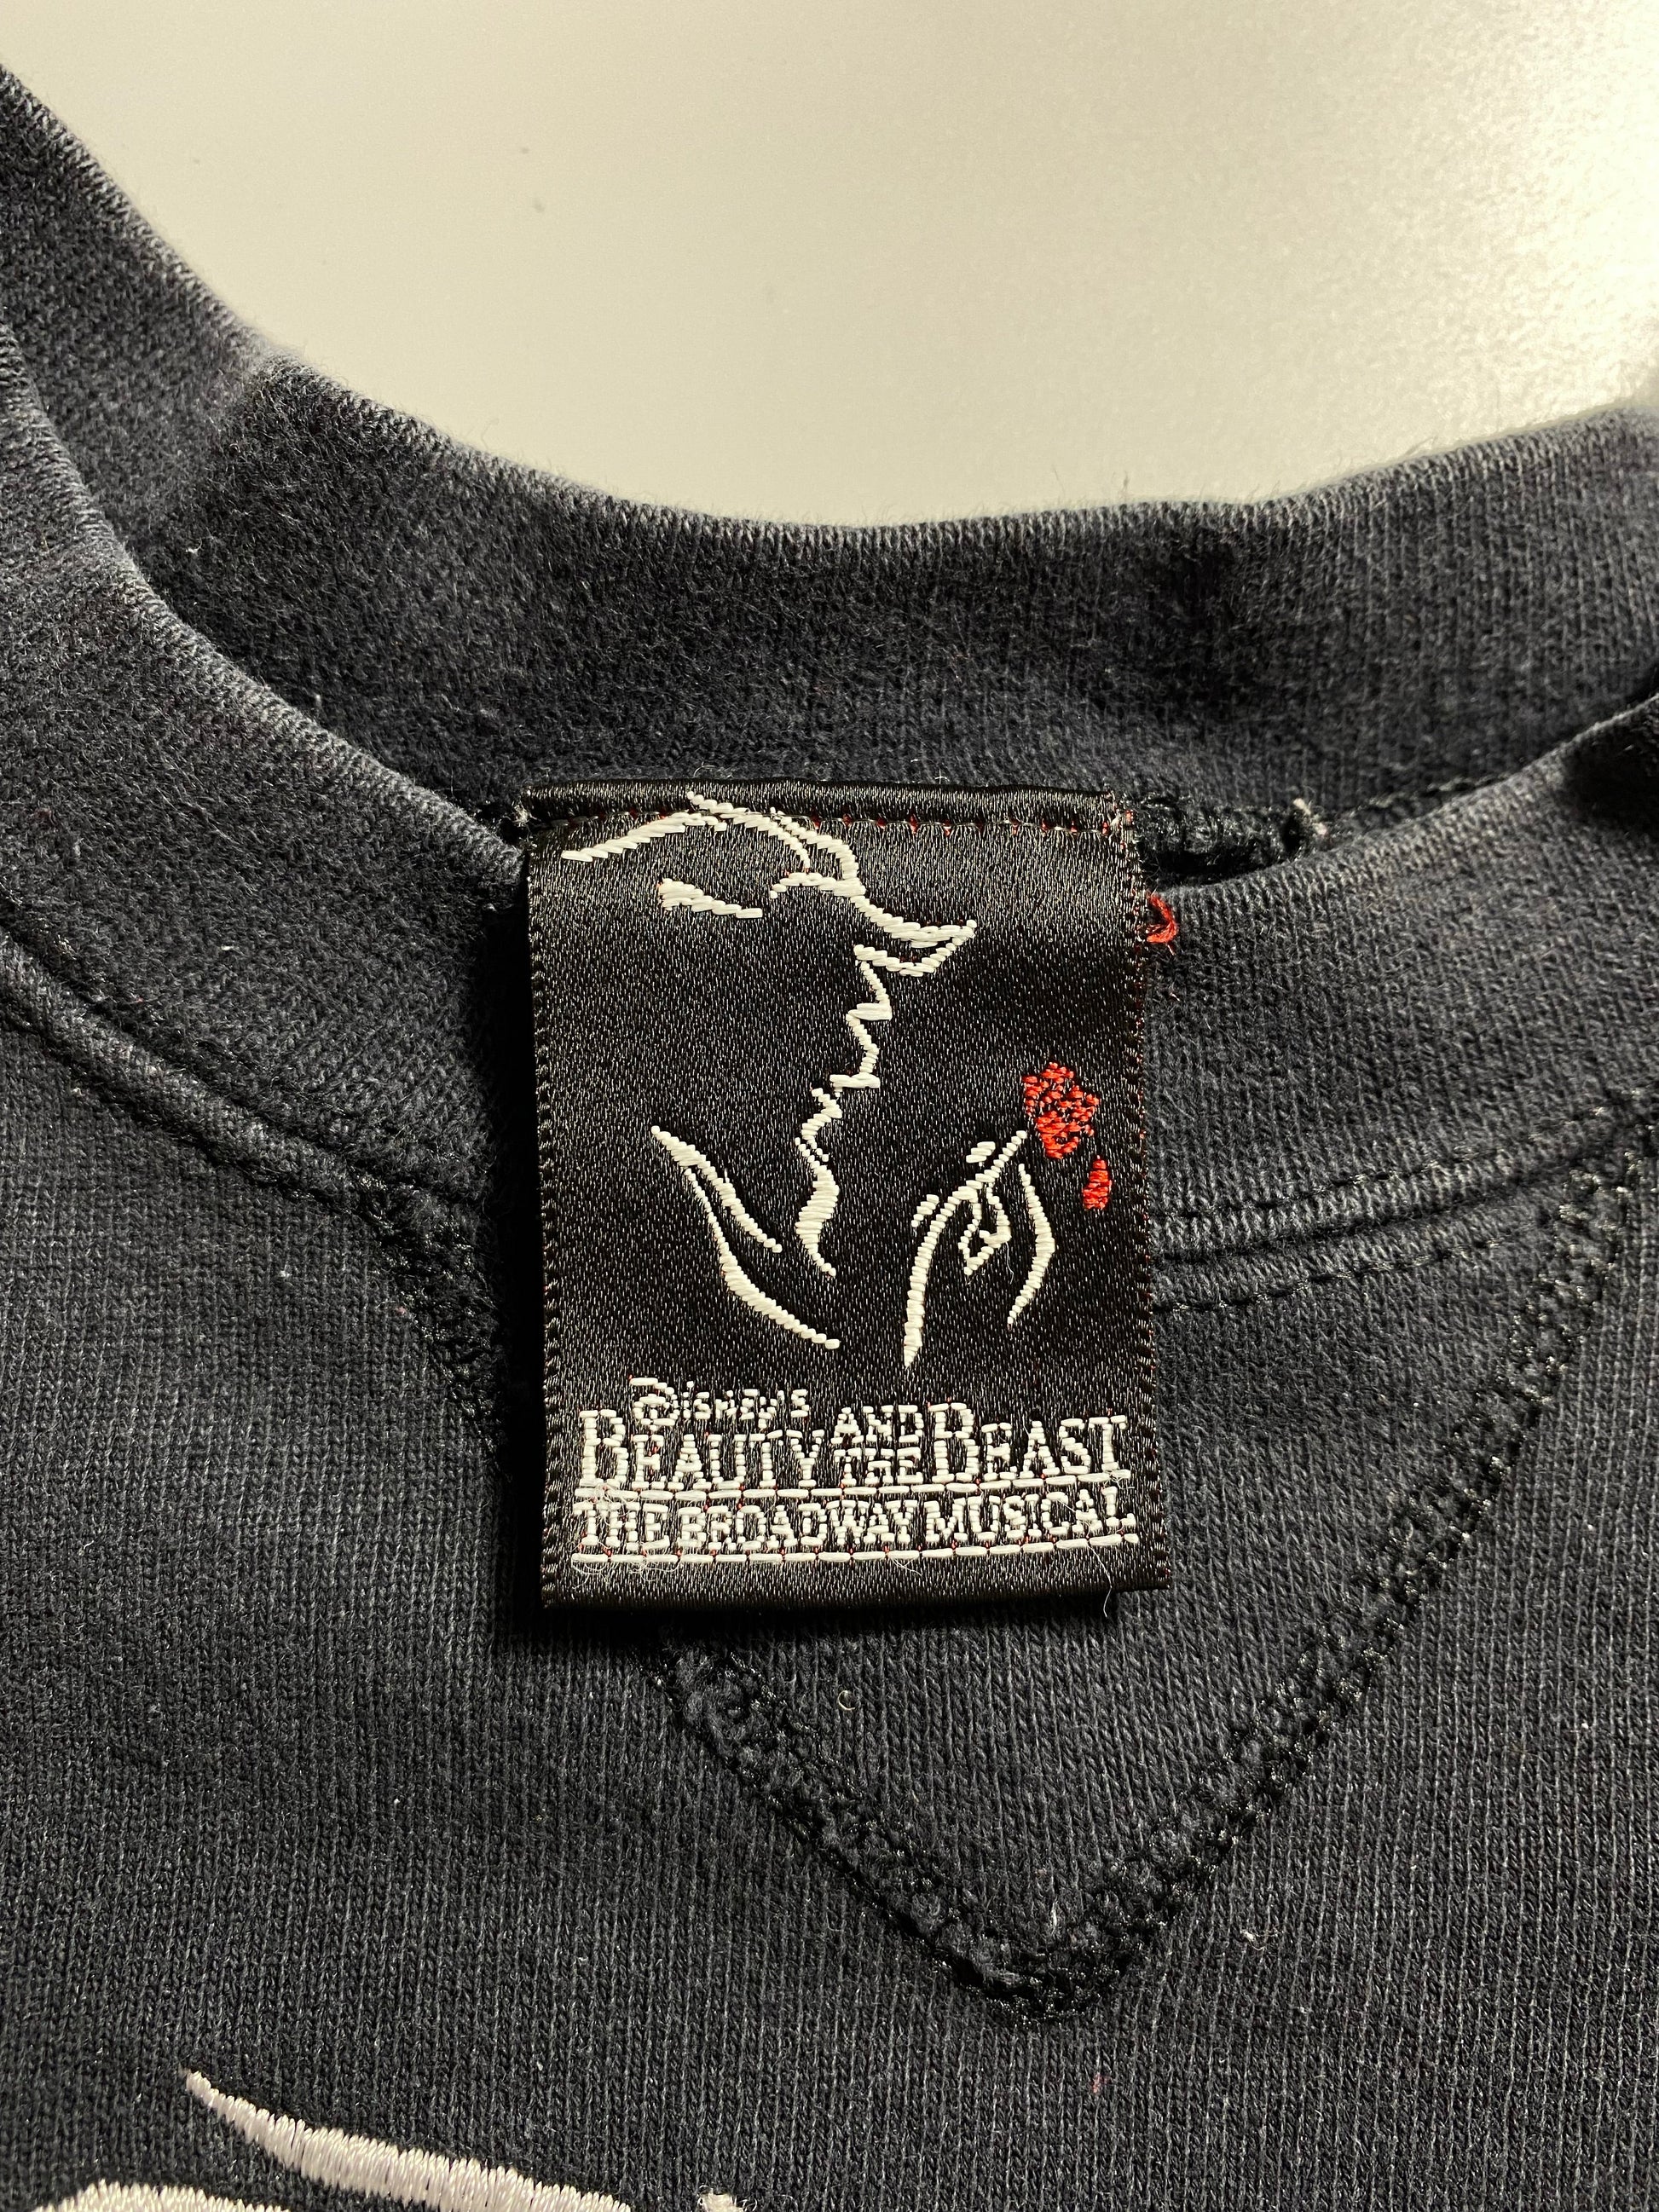 Disney's
BEAUTY AND THE BEAST
THE BROADWAY MUSICAL